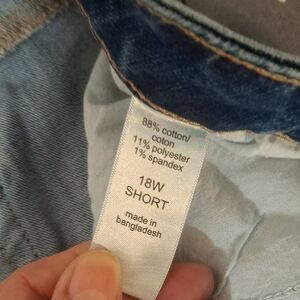 88% cotton/
coton
11% polyester
1% spandex
18W
SHORT
made in
bangladesh